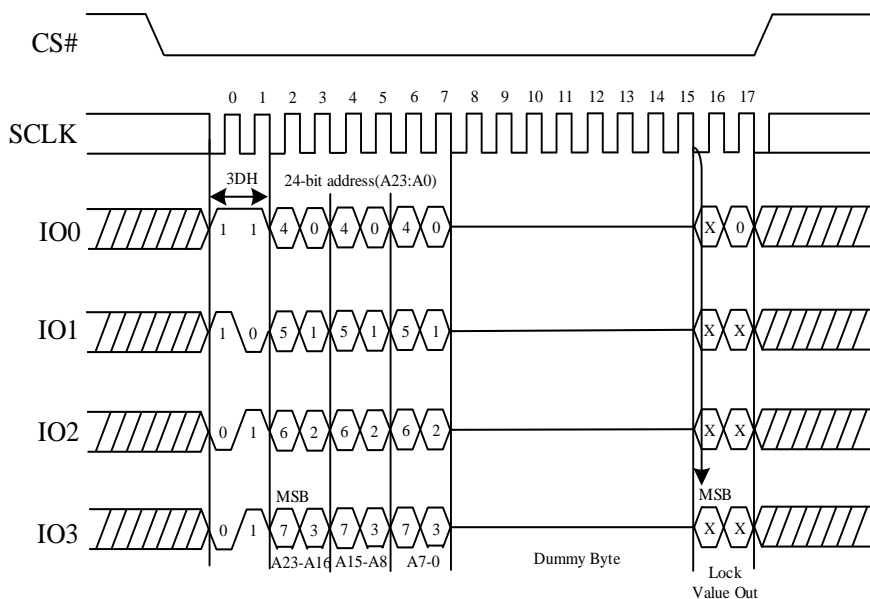 CS#
0 1 2 3 4 5 6 7 8 9 10 11 12 13 14 15 16 17
SCLK
3DH 24-bit address(A23:A0)
IO0 1 1 4 0 4 0 4 0 X 0
IO1 1 0 5 1 5 1 5 1 X X
IO2 0 1 6 2 6 2 6 2 X X
MSB MSB
IO3 0 1 7 3 7 3 7 3 X X
A23-A16 A15-A8 A7-0 Dummy Byte Lock
Value Out